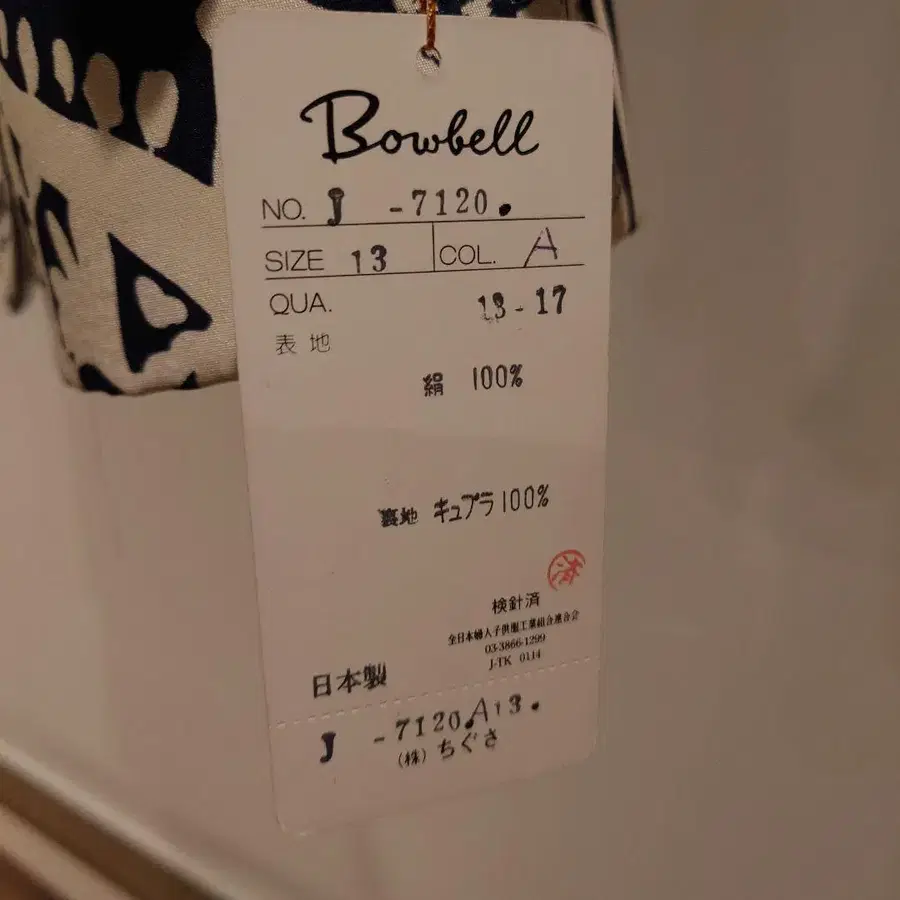 Bowbell
NO. J -7120.
SIZE 13 COL. A
QUA. 13-17
表地
絹 100%
裏地 キュプラ100%
済
検針済
全日本婦人子供服工業組合連合会
03-3866-1299
J-TK 0114
日本製
J -7120.A13.
(株)ちぐさ